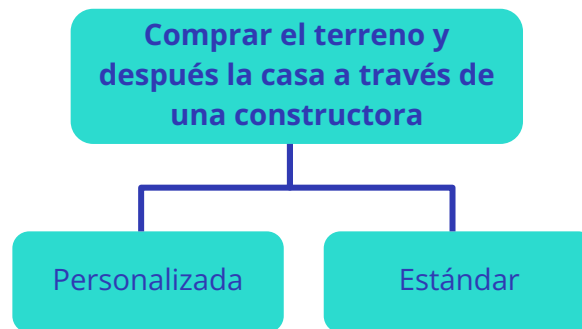 Comprar el terreno y
después la casa a través de
una constructora
Personalizada
Estándar